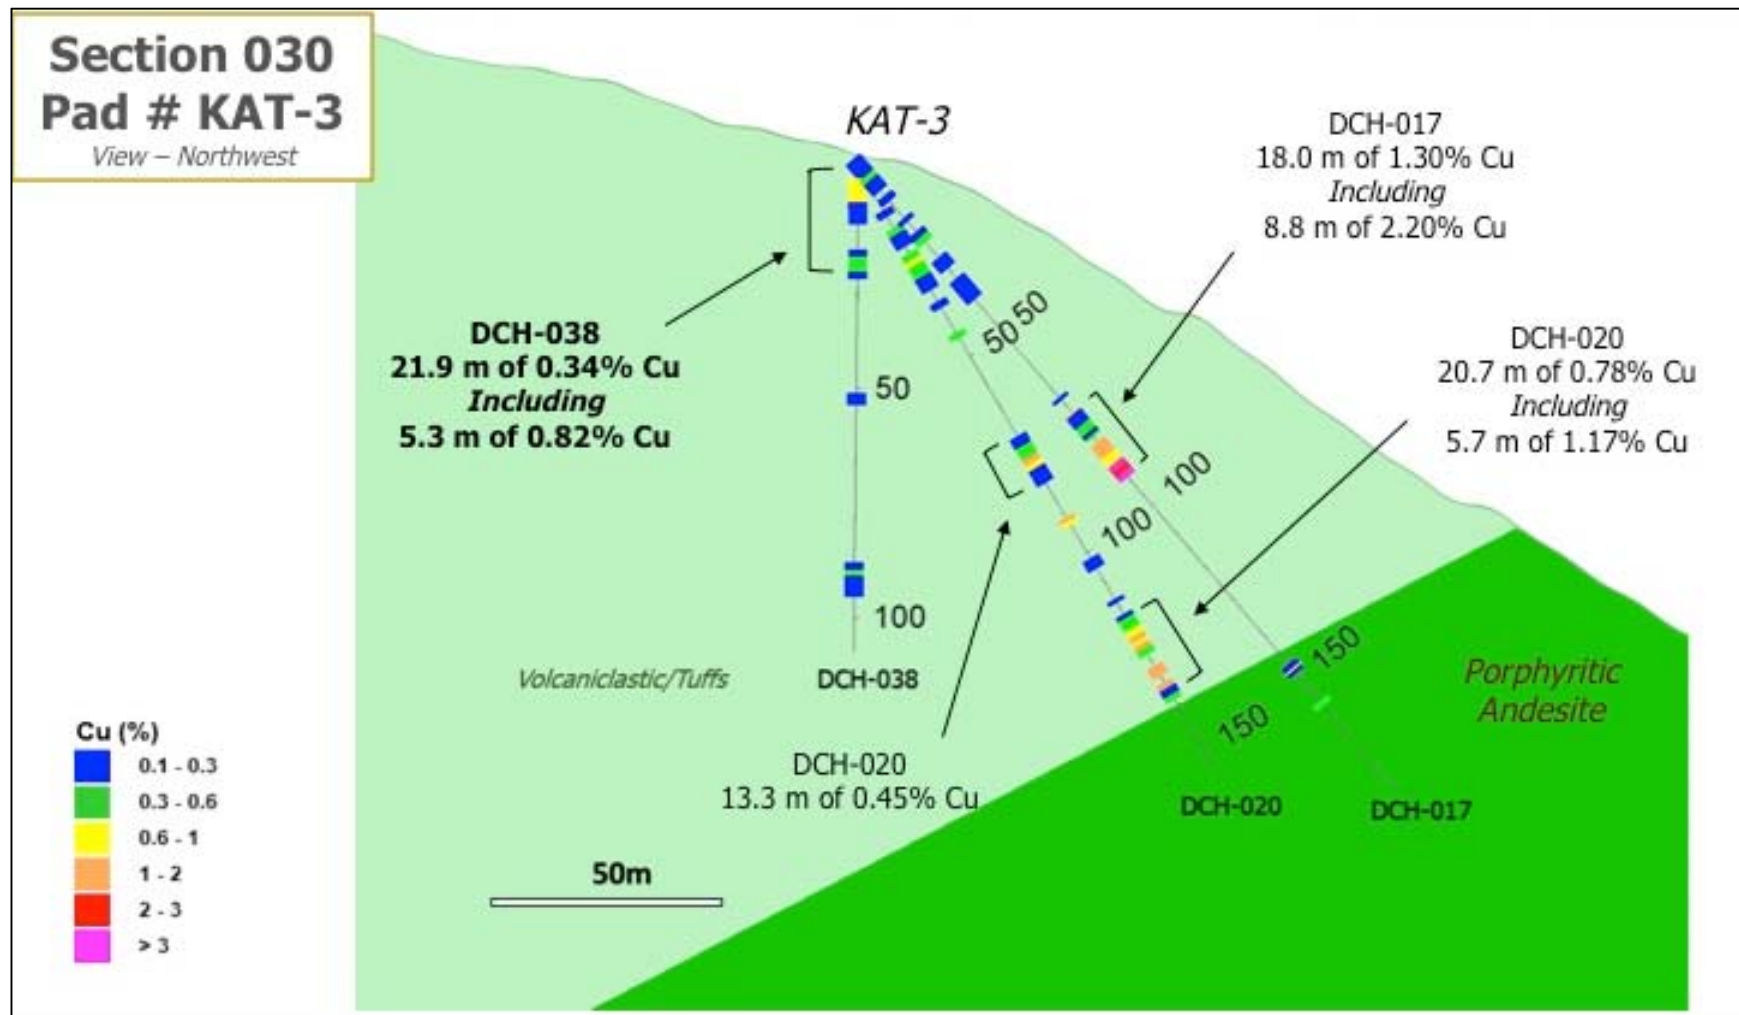 Section 030
Pad # KAT-3
View – Northwest
KAT-3
DCH-017
18.0 m of 1.30% Cu
Including
8.8 m of 2.20% Cu
DCH-038
21.9 m of 0.34% Cu
Including
5.3 m of 0.82% Cu
DCH-020
20.7 m of 0.78% Cu
Including
5.7 m of 1.17% Cu
50
50
50
100
100
100
150
150
Volcaniclastic/Tuffs
DCH-038
Porphyritic
Andesite
DCH-020
13.3 m of 0.45% Cu
DCH-020
DCH-017
Cu (%)
0.1 - 0.3
0.3 - 0.6
0.6 - 1
1 - 2
2 - 3
> 3
50m